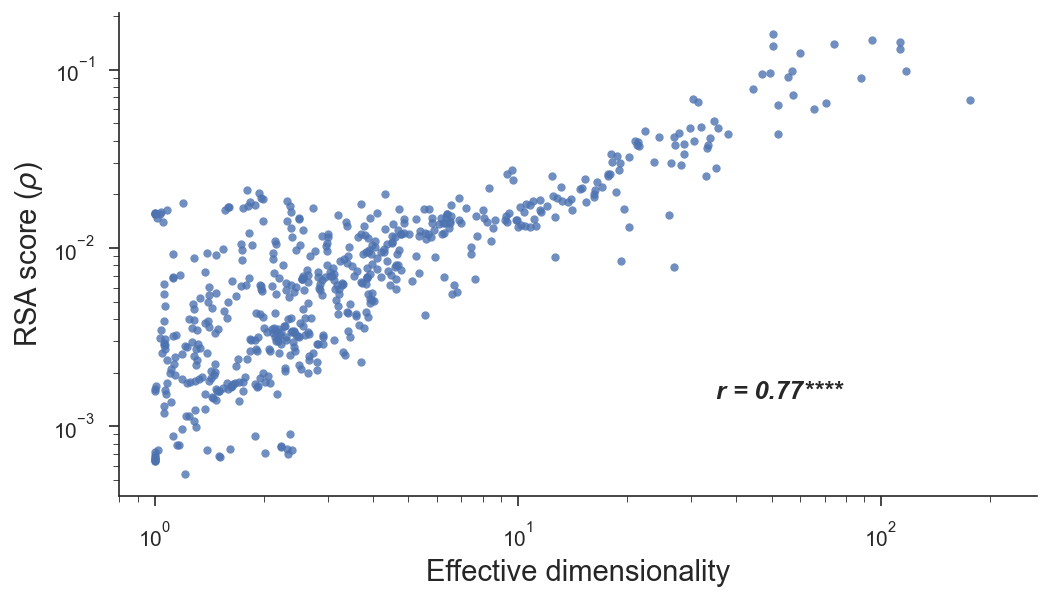 10⁻¹
10⁻²
10⁻³
RSA score (ρ)
r = 0.77****
10⁰
10¹
10²
Effective dimensionality